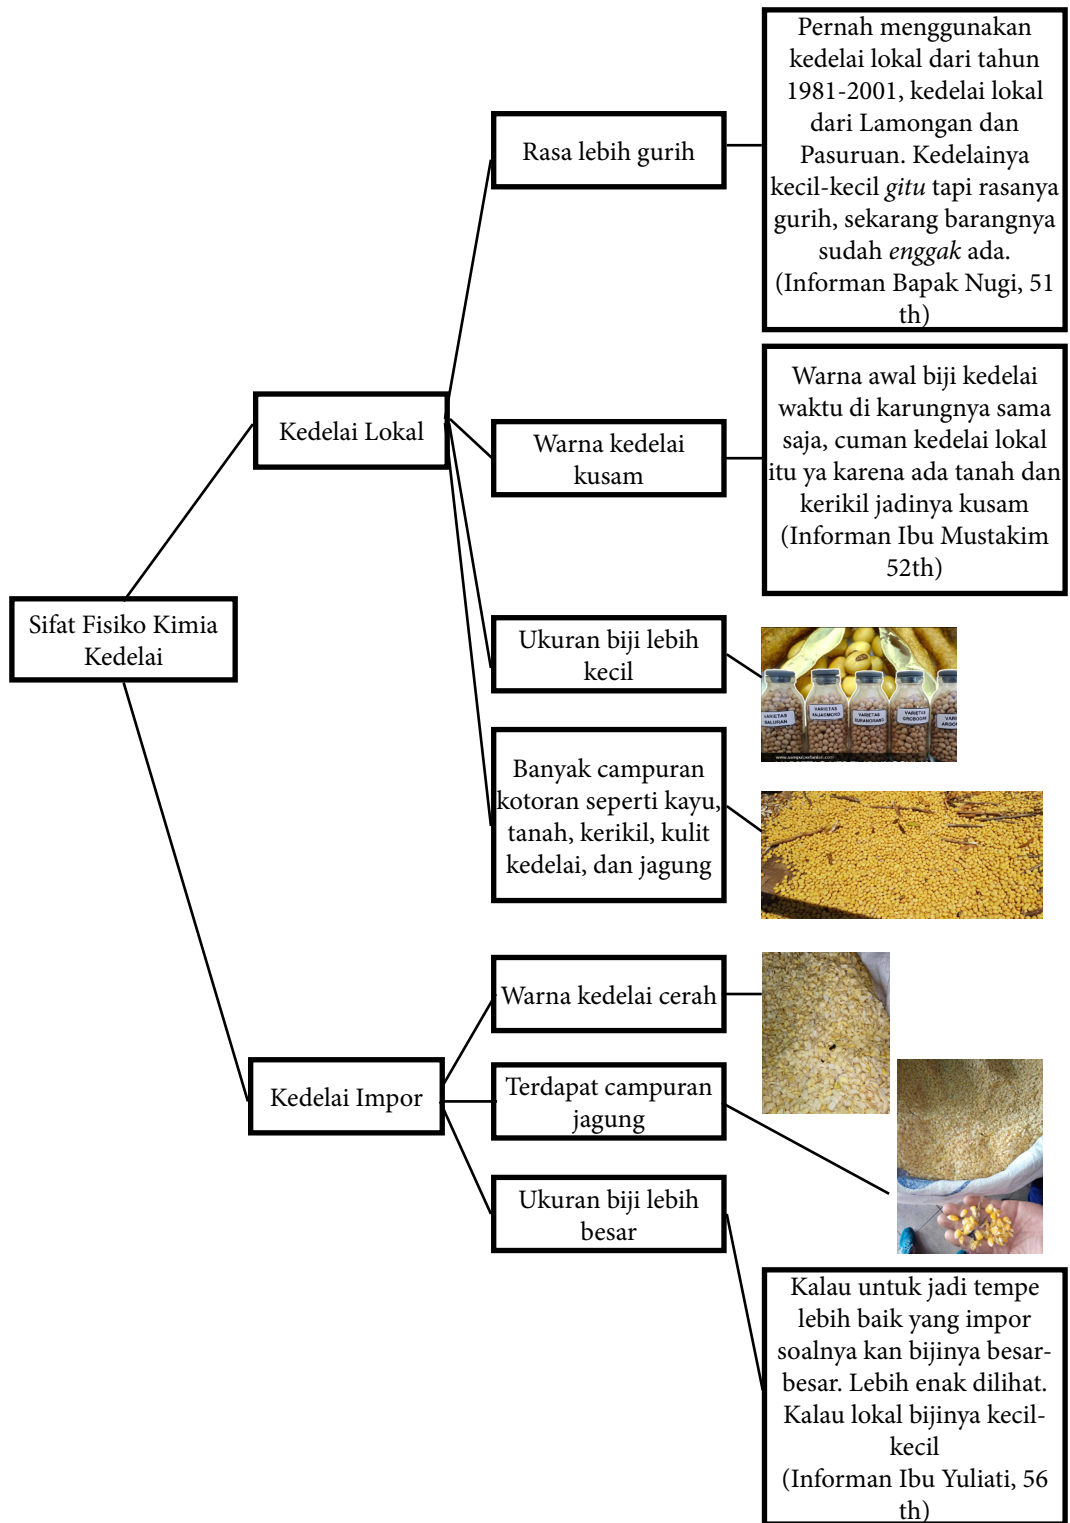 Pernah menggunakan
kedelai lokal dari tahun
1981-2001, kedelai lokal
dari Lamongan dan
Pasuruan. Kedelainya
kecil-kecil gitu tapi rasanya
gurih, sekarang barangnya
sudah enggak ada.
(Informan Bapak Nugi, 51
th)
Rasa lebih gurih
Warna awal biji kedelai
waktu di karungnya sama
saja, cuman kedelai lokal
itu ya karena ada tanah dan
kerikil jadinya kusam
(Informan Ibu Mustakim
52th)
Kedelai Lokal
Warna kedelai
kusam
Sifat Fisiko Kimia
Kedelai
Ukuran biji lebih
kecil
VARIETAS
VARIETAS
ANJASMORO
VARIETAS
VARIETAS
GROBOGAN
Banyak campuran
kotoran seperti kayu,
tanah, kerikil, kulit
kedelai, dan jagung
Warna kedelai cerah
Kedelai Impor
Terdapat campuran
jagung
Ukuran biji lebih
besar
Kalau untuk jadi tempe
lebih baik yang impor
soalnya kan bijinya besar-
besar. Lebih enak dilihat.
Kalau lokal bijinya kecil-
kecil
(Informan Ibu Yuliati, 56
th)